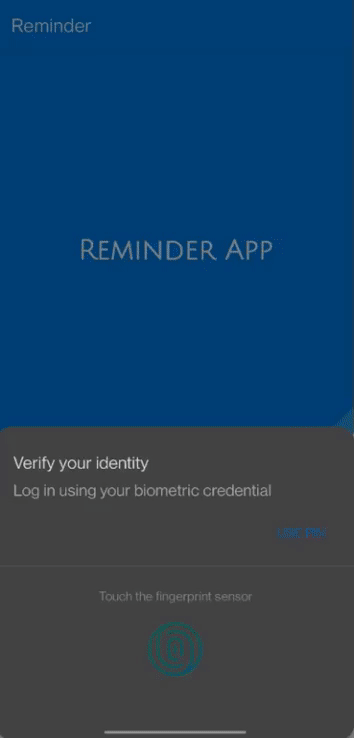 Reminder
REMINDER APP
Verify your identity
Log in using your biometric credential
USE PIN
Touch the fingerprint sensor